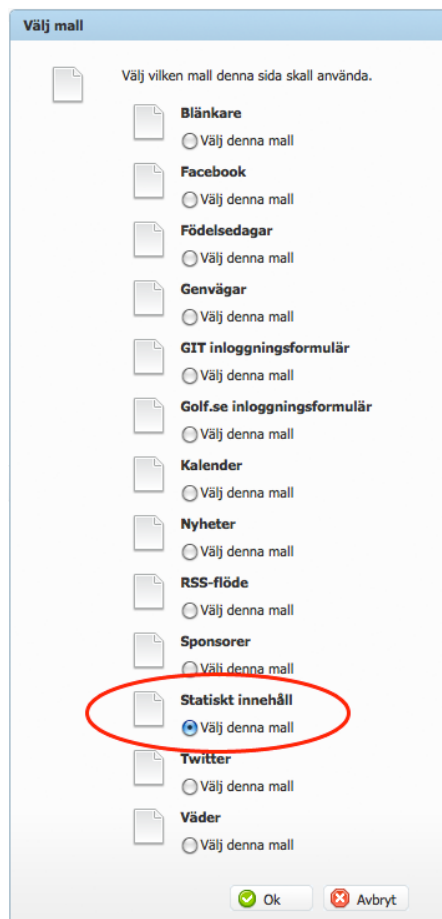 Välj mall
Välj vilken mall denna sida skall använda.
Blänkare
Välj denna mall
Facebook
Välj denna mall
Födelsedagar
Välj denna mall
Genvägar
Välj denna mall
GIT inloggningsformulär
Välj denna mall
Golf.se inloggningsformulär
Välj denna mall
Kalender
Välj denna mall
Nyheter
Välj denna mall
RSS-flöde
Välj denna mall
Sponsorer
Välj denna mall
Statiskt innehåll
Välj denna mall
Twitter
Välj denna mall
Väder
Välj denna mall
Ok Avbryt